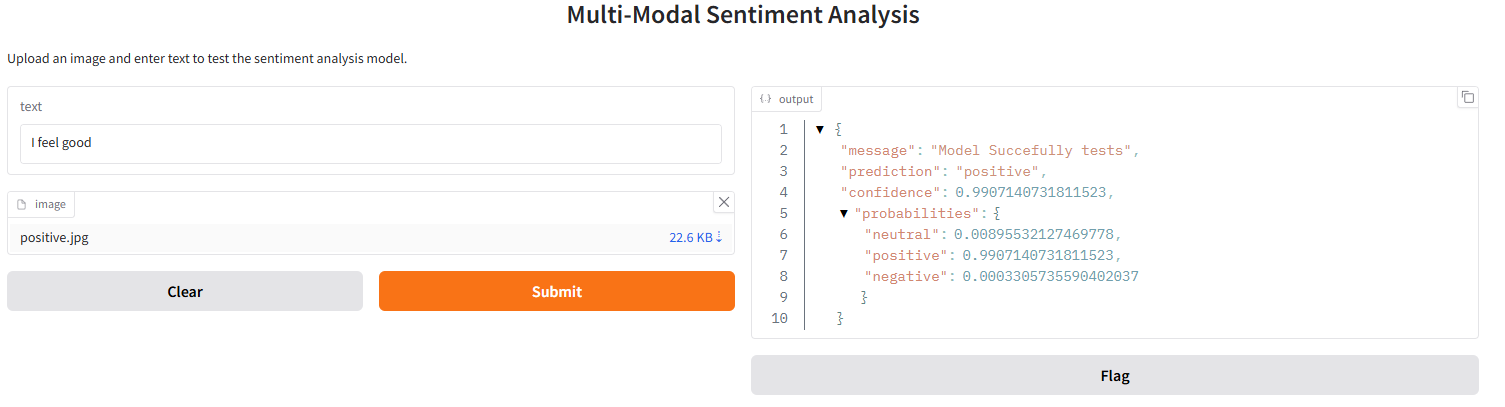 Multi-Modal Sentiment Analysis
Upload an image and enter text to test the sentiment analysis model.
text
I feel good
image
positive.jpg 22.6 KB
Clear Submit
output
1 {
2 "message": "Model Succefully tests",
3 "prediction": "positive",
4 "confidence": 0.9907140731811523,
5 "probabilities": {
6 "neutral": 0.00895532127469778,
7 "positive": 0.9907140731811523,
8 "negative": 0.0003305735590402037
9 }
10 }
Flag